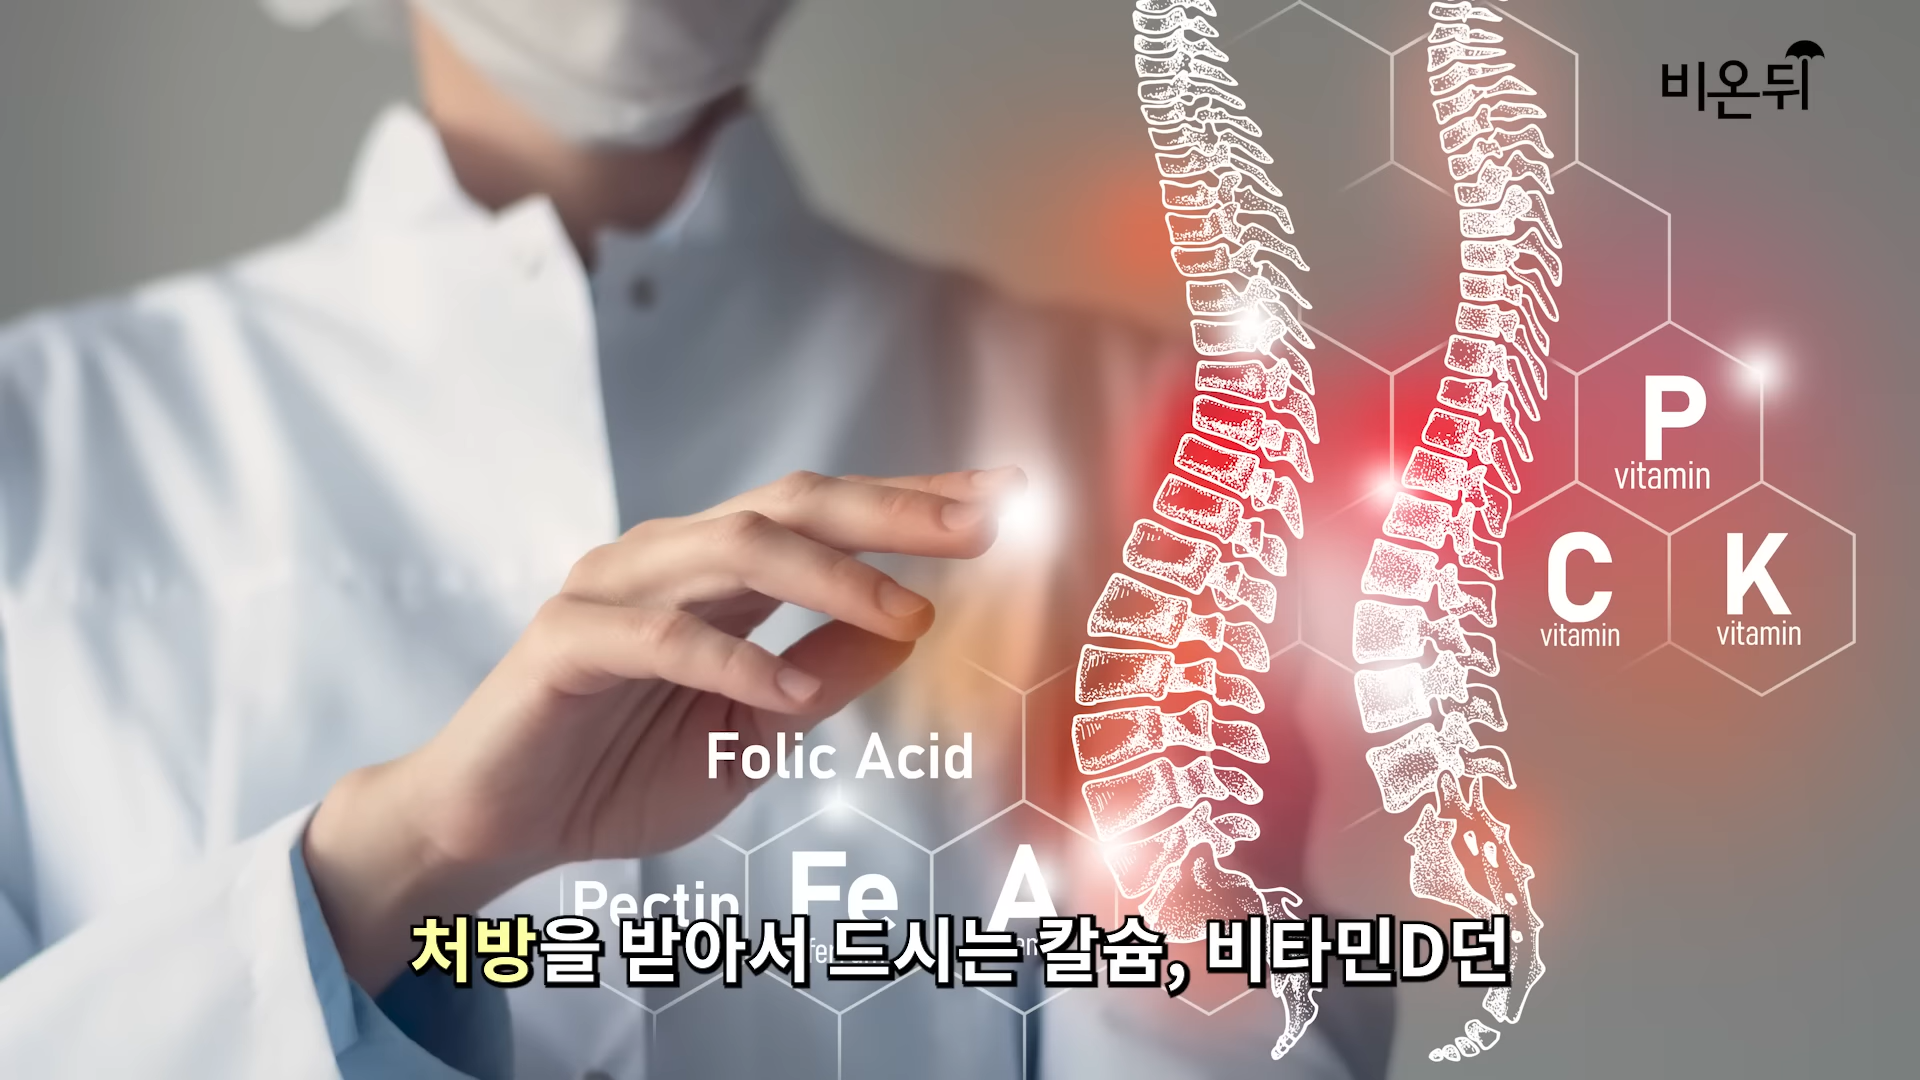 비온뒤
P
vitamin
C
vitamin
K
vitamin
Folic Acid
Pectin
Fe
A
처방을 받아서 드시는 칼슘, 비타민D던